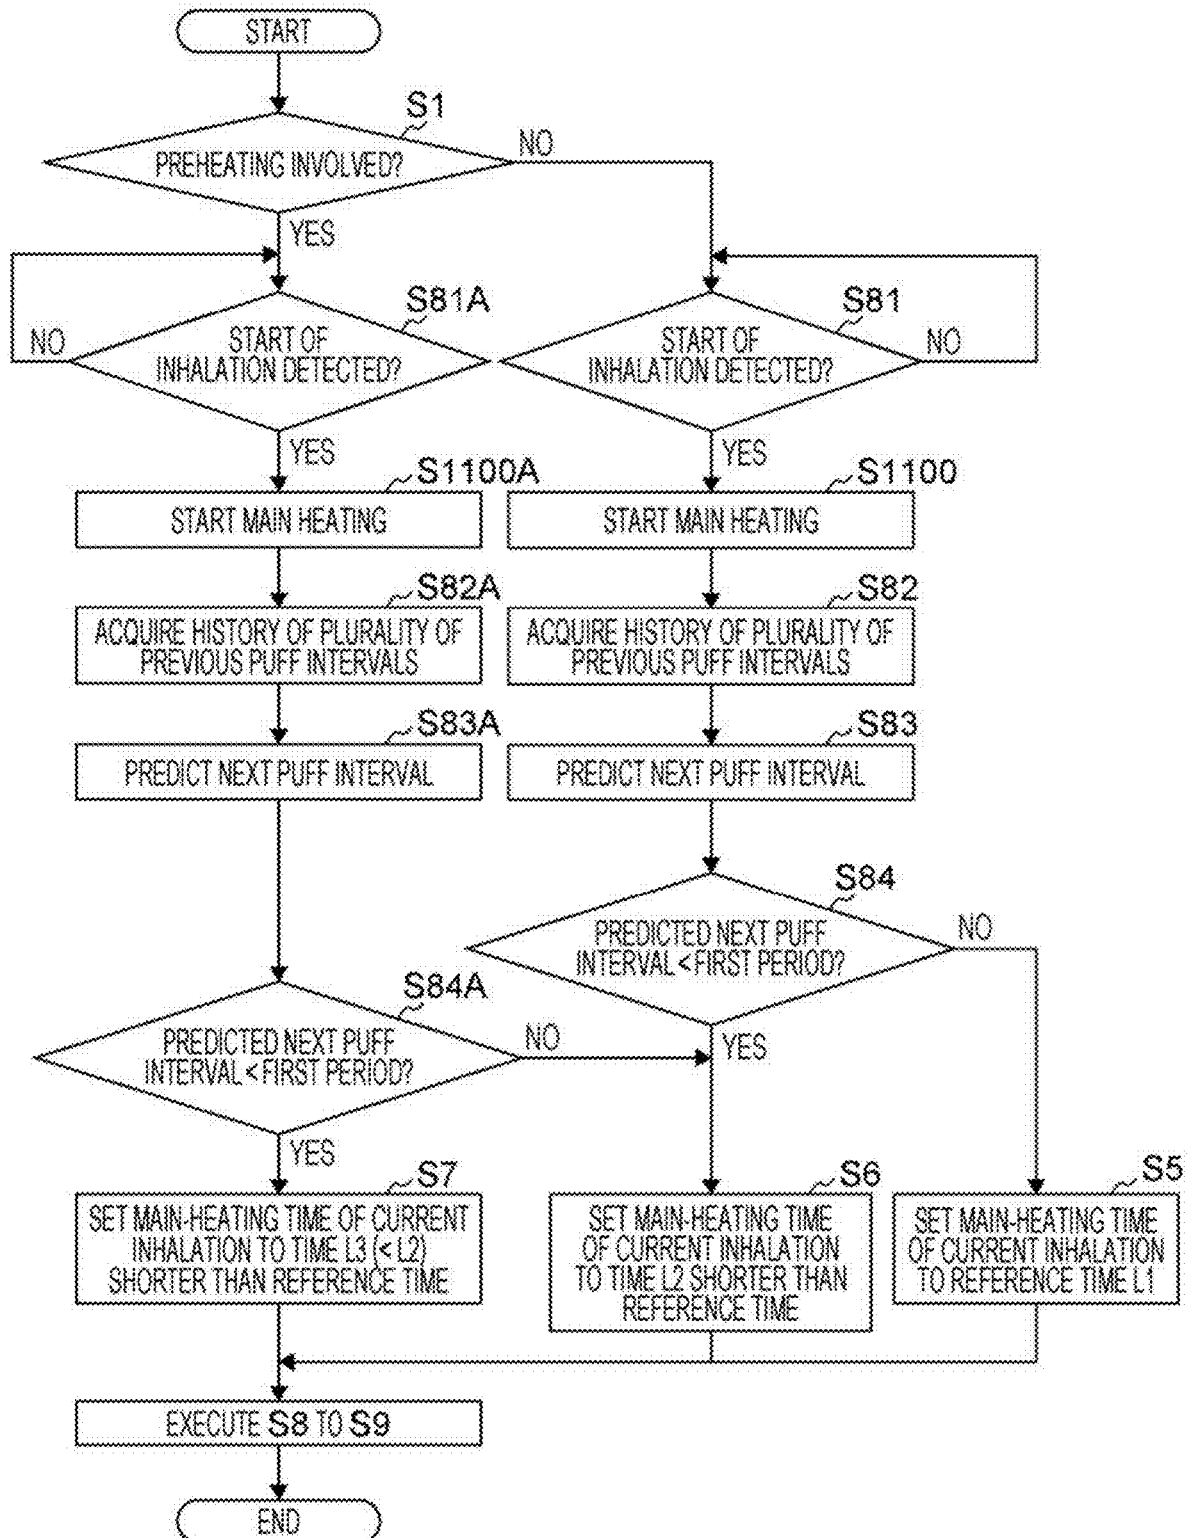 START
S1
PREHEATING INVOLVED?
NO
YES
S81A
START OF
INHALATION DETECTED?
NO
YES
S81
START OF
INHALATION DETECTED?
NO
YES
S1100A
START MAIN HEATING
S1100
START MAIN HEATING
S82A
ACQUIRE HISTORY OF PLURALITY OF
PREVIOUS PUFF INTERVALS
S82
ACQUIRE HISTORY OF PLURALITY OF
PREVIOUS PUFF INTERVALS
S83A
PREDICT NEXT PUFF INTERVAL
S83
PREDICT NEXT PUFF INTERVAL
S84
PREDICTED NEXT PUFF
INTERVAL < FIRST PERIOD?
NO
YES
S84A
PREDICTED NEXT PUFF
INTERVAL < FIRST PERIOD?
NO
YES
S7
SET MAIN-HEATING TIME OF CURRENT
INHALATION TO TIME L3 (< L2)
SHORTER THAN REFERENCE TIME
S6
SET MAIN-HEATING TIME
OF CURRENT INHALATION
TO TIME L2 SHORTER THAN
REFERENCE TIME
S5
SET MAIN-HEATING TIME
OF CURRENT INHALATION
TO REFERENCE TIME L1
EXECUTE S8 TO S9
END